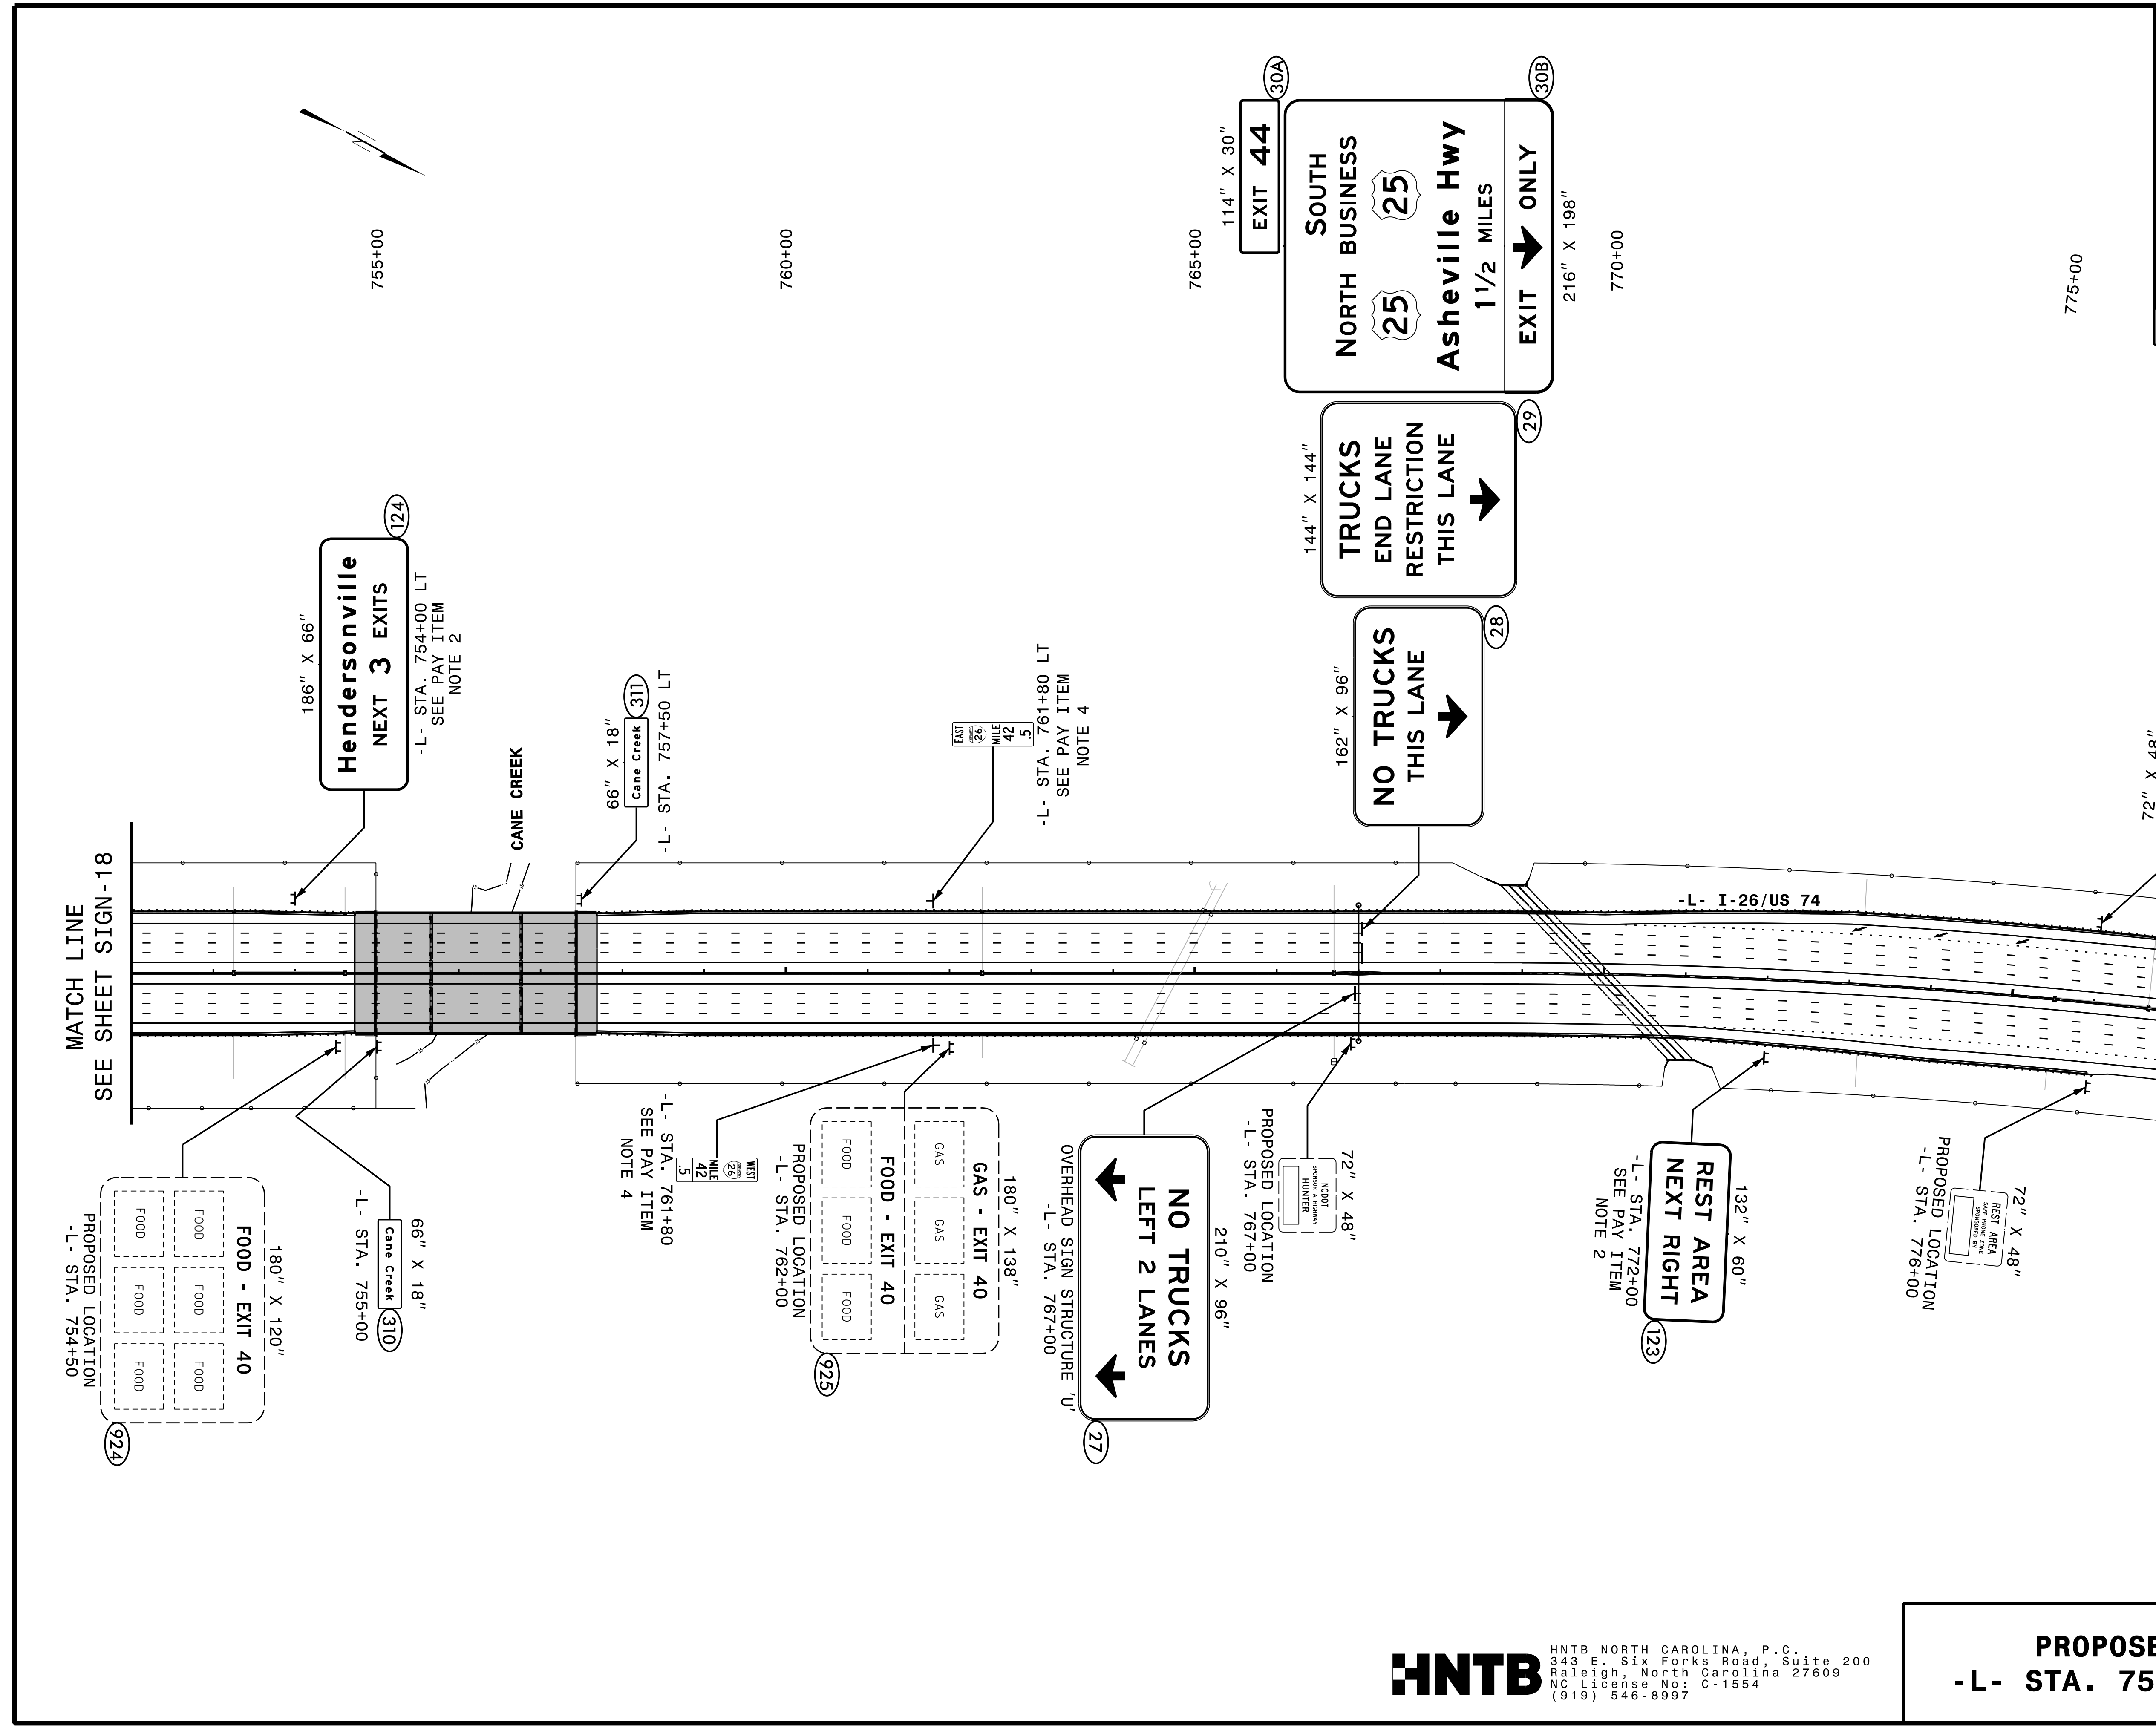 MATCH LINE
SEE SHEET SIGN-18
N
755+00
760+00
765+00
770+00
775+00
186" X 66"
Hendersonville
NEXT 3 EXITS
124
-L- STA. 754+00 LT
SEE PAY ITEM
NOTE 2
CANE CREEK
66" X 18"
Cane Creek
311
-L- STA. 757+50 LT
EAST
26
MILE
42
.5
-L- STA. 761+80 LT
SEE PAY ITEM
NOTE 4
114" X 30"
EXIT 44
30A
SOUTH
NORTH BUSINESS
25 25
Asheville Hwy
1 1/2 MILES
EXIT ONLY
30B
216" X 198"
144" X 144"
TRUCKS
END LANE
RESTRICTION
THIS LANE
29
162" X 96"
NO TRUCKS
THIS LANE
28
72" X 48"
-L- I-26/US 74
180" X 120"
FOOD - EXIT 40
FOOD FOOD FOOD
FOOD FOOD FOOD
PROPOSED LOCATION
-L- STA. 754+50
924
66" X 18"
Cane Creek
310
-L- STA. 755+00
WEST
26
MILE
42
.5
-L- STA. 761+80
SEE PAY ITEM
NOTE 4
180" X 138"
GAS - EXIT 40
GAS GAS GAS
FOOD - EXIT 40
FOOD FOOD FOOD
PROPOSED LOCATION
-L- STA. 762+00
925
210" X 96"
NO TRUCKS
LEFT 2 LANES
27
OVERHEAD SIGN STRUCTURE 'U'
-L- STA. 767+00
72" X 48"
NCDOT
SPONSOR A HIGHWAY
HUNTER
PROPOSED LOCATION
-L- STA. 767+00
132" X 60"
REST AREA
NEXT RIGHT
123
-L- STA. 772+00
SEE PAY ITEM
NOTE 2
72" X 48"
REST AREA
SAFE PHONE ZONE
SPONSORED BY
PROPOSED LOCATION
-L- STA. 776+00
HNTB
HNTB NORTH CAROLINA, P.C.
343 E. Six Forks Road, Suite 200
Raleigh, North Carolina 27609
NC License No: C-1554
(919) 546-8997
PROPOSE
-L- STA. 75